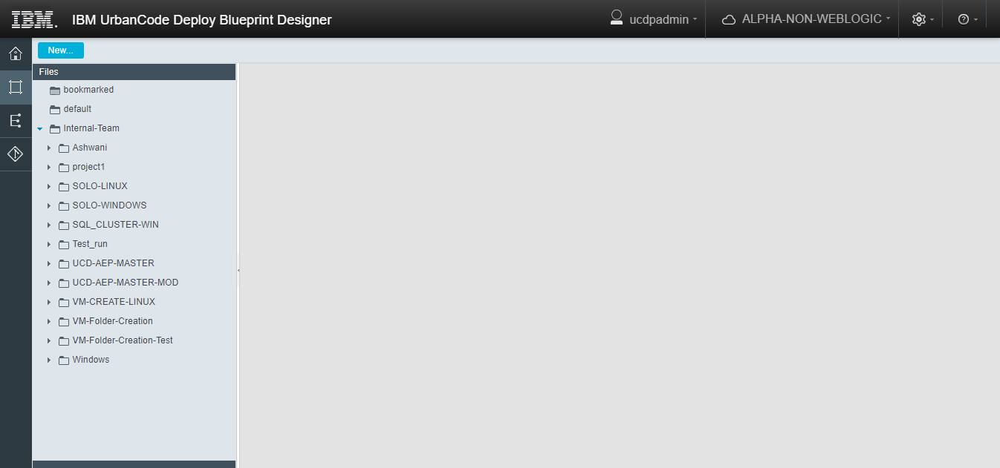 IBM. IBM UrbanCode Deploy Blueprint Designer ucdpadmin ALPHA-NON-WEBLOGIC
New...
Files
bookmarked
default
Internal-Team
Ashwani
project1
SOLO-LINUX
SOLO-WINDOWS
SQL_CLUSTER-WIN
Test_run
UCD-AEP-MASTER
UCD-AEP-MASTER-MOD
VM-CREATE-LINUX
VM-Folder-Creation
VM-Folder-Creation-Test
Windows